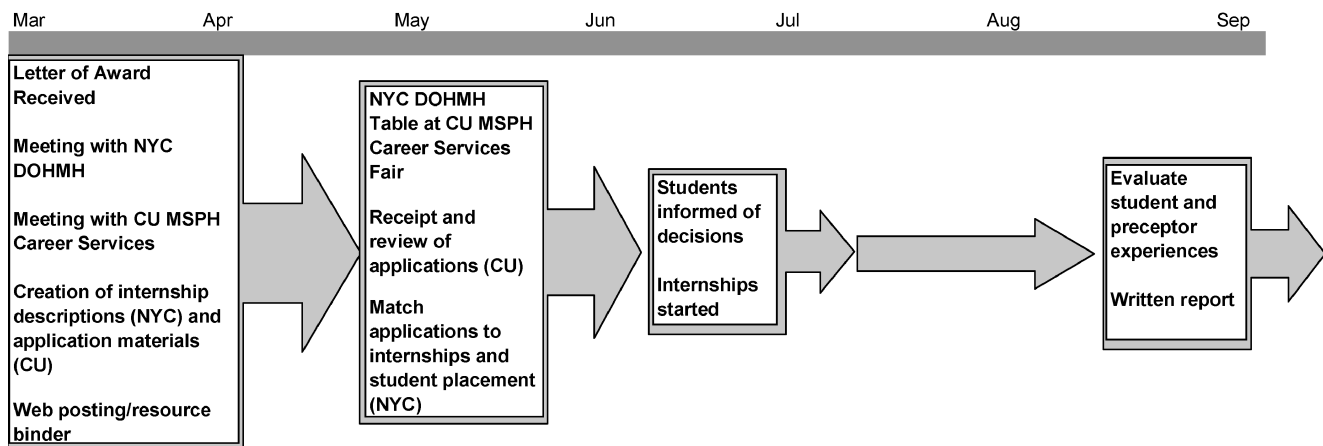 Mar Apr May Jun Jul Aug Sep
Letter of Award
Received
Meeting with NYC
DOHMH
Meeting with CU MSPH
Career Services
Creation of internship
descriptions (NYC) and
application materials
(CU)
Web posting/resource
binder
NYC DOHMH
Table at CU MSPH
Career Services
Fair
Receipt and
review of
applications (CU)
Match
applications to
internships and
student placement
(NYC)
Students
informed of
decisions
Internships
started
Evaluate
student and
preceptor
experiences
Written report